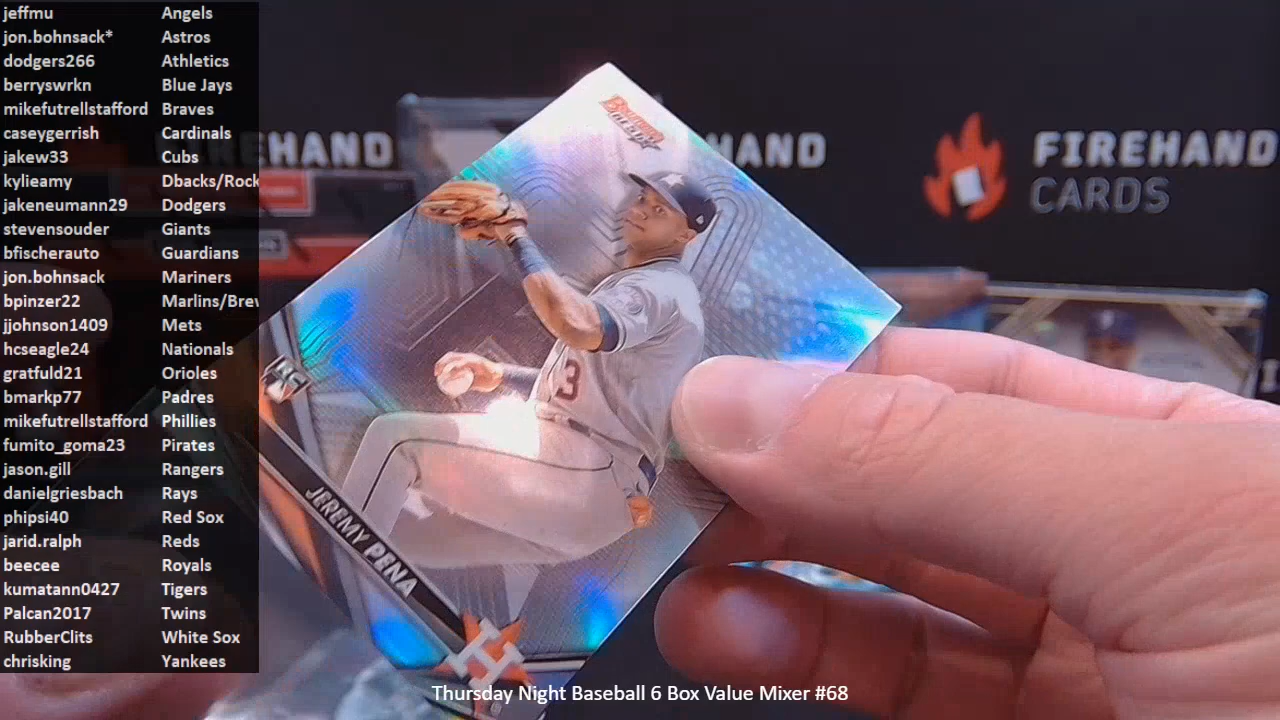 jeffmu Angels
jon.bohnsack* Astros
dodgers266 Athletics
berryswrkn Blue Jays
mikefutrellstafford Braves
caseygerrish Cardinals
jakew33 Cubs
kylieamy Dbacks/Rock
jakeneumann29 Dodgers
stevensouder Giants
bfischerauto Guardians
jon.bohnsack Mariners
bpinzer22 Marlins/Brew
jjohnson1409 Mets
hcseagle24 Nationals
gratfuld21 Orioles
bmarkp77 Padres
mikefutrellstafford Phillies
fumito_goma23 Pirates
jason.gill Rangers
danielgriesbach Rays
phipsi40 Red Sox
jarid.ralph Reds
beecee Royals
kumatann0427 Tigers
Palcan2017 Twins
RubberClits White Sox
chrisking Yankees
FIREHAND
CARDS
Bowman's
Best
3
JEREMY PENA
H
Thursday Night Baseball 6 Box Value Mixer #68